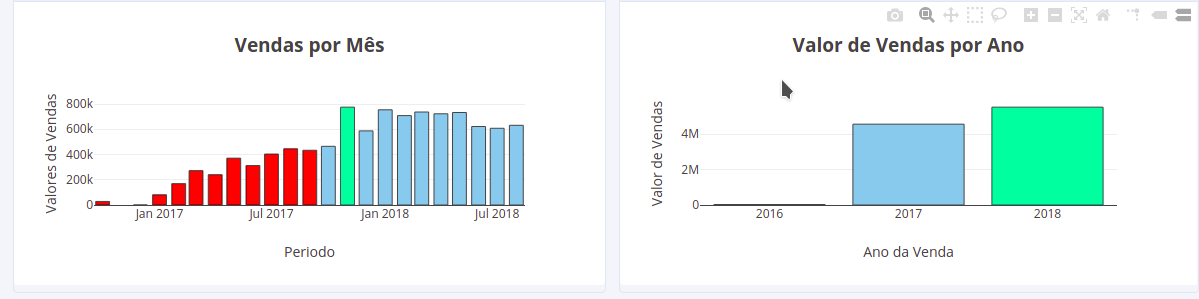 Vendas por Mês
Valores de Vendas
800k
600k
400k
200k
0
Jan 2017
Jul 2017
Jan 2018
Jul 2018
Periodo
Valor de Vendas por Ano
Valor de Vendas
4M
2M
0
2016
2017
2018
Ano da Venda